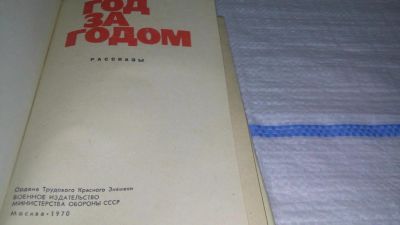 ГОД
ЗА
ГОДОМ
РАССКАЗЫ
Ордена Трудового Красного Знамени
ВОЕННОЕ ИЗДАТЕЛЬСТВО
МИНИСТЕРСТВА ОБОРОНЫ СССР
Москва-1970